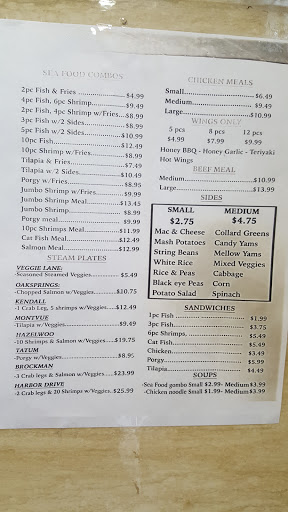 SEA FOOD COMBOS
2pc Fish & Fries $4.99
4pc Fish, 6pc Shrimp $9.49
4pc Fish, 4pc Shrimp w/Fries $8.99
3pc Fish w/2 Sides $8.99
5pc Fish w/2 Sides $10.99
10pc Fish $12.49
10pc Shrimp w/Fries $8.99
Tilapia & Fries $7.49
Tilapia w/2 Sides $10.49
Porgy w/Fries $8.99
Jumbo Shrimp w/Fries $9.99
Jumbo Shrimp Meal $13.45
Jumbo Shrimp $8.99
Porgy meal $9.99
10pc Shrimps Meal $11.99
Cat Fish Meal $12.49
Salmon Meal $12.99
STEAM PLATES
VEGGIE LANE:
-Seasoned Steamed Veggies $5.49
OAKSPRINGS:
-Chopped Salmon w/Veggies $10.75
KENDALL
-1 Crab Leg, 5 shrimps w/Veggies $12.49
MONTVUE
-Tilapia w/Veggies $9.49
HAZELWOO
-10 Shrimps & Salmon w/Veggies $19.75
TATUM
-Porgy w/Veggies $8.95
BROCKMAN
-3 Crab legs & Salmon w/Veggies $23.99
HARBOR DRIVE
-3 Crab legs & 20 Shrimps w/Veggies $25.99
CHICKEN MEALS
Small $6.49
Medium $9.49
Large $10.99
WINGS ONLY
5 pcs 8 pcs 12 pcs
$4.99 $7.99 $9.99
Honey BBQ - Honey Garlic - Teriyaki
Hot Wings
BEEF MEAL
Medium $10.99
Large $13.99
SIDES
SMALL MEDIUM
$2.75 $4.75
Mac & Cheese Collard Greens
Mash Potatoes Candy Yams
String Beans Mellow Yams
White Rice Mixed Veggies
Rice & Peas Cabbage
Black eye Peas Corn
Potato Salad Spinach
SANDWICHES
1pc Fish $1.99
3pc Fish $3.75
6pc Shrimps $5.49
Cat Fish $5.49
Chicken $3.49
Porgy $5.99
Tilapia $4.49
SOUPS
-Sea Food gombo Small $2.99- Medium $3.99
-Chicken noodle Small $1.99- Medium $3.99